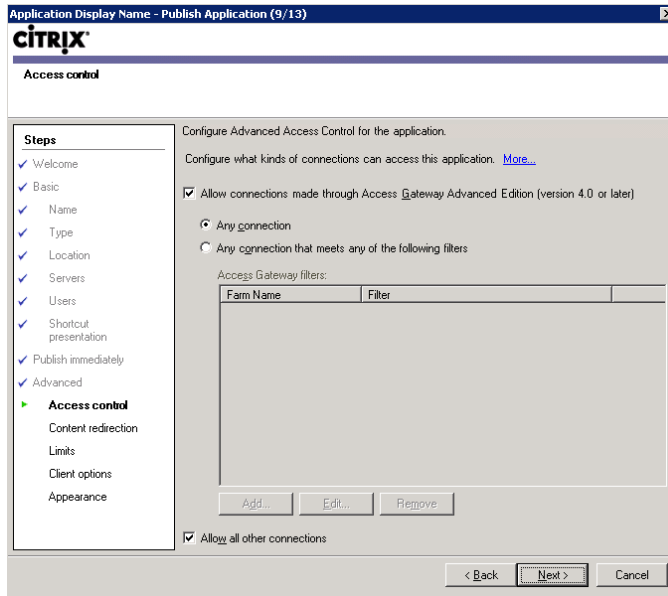 Application Display Name - Publish Application (9/13)
CİTRIX®
Access control
Steps
Welcome
Basic
Name
Type
Location
Servers
Users
Shortcut
presentation
Publish immediately
Advanced
Access control
Content redirection
Limits
Client options
Appearance
Configure Advanced Access Control for the application.
Configure what kinds of connections can access this application. More...
Allow connections made through Access Gateway Advanced Edition (version 4.0 or later)
Any connection
Any connection that meets any of the following filters
Access Gateway filters:
Farm Name Filter
Add... Edit... Remove
Allow all other connections
< Back Next > Cancel